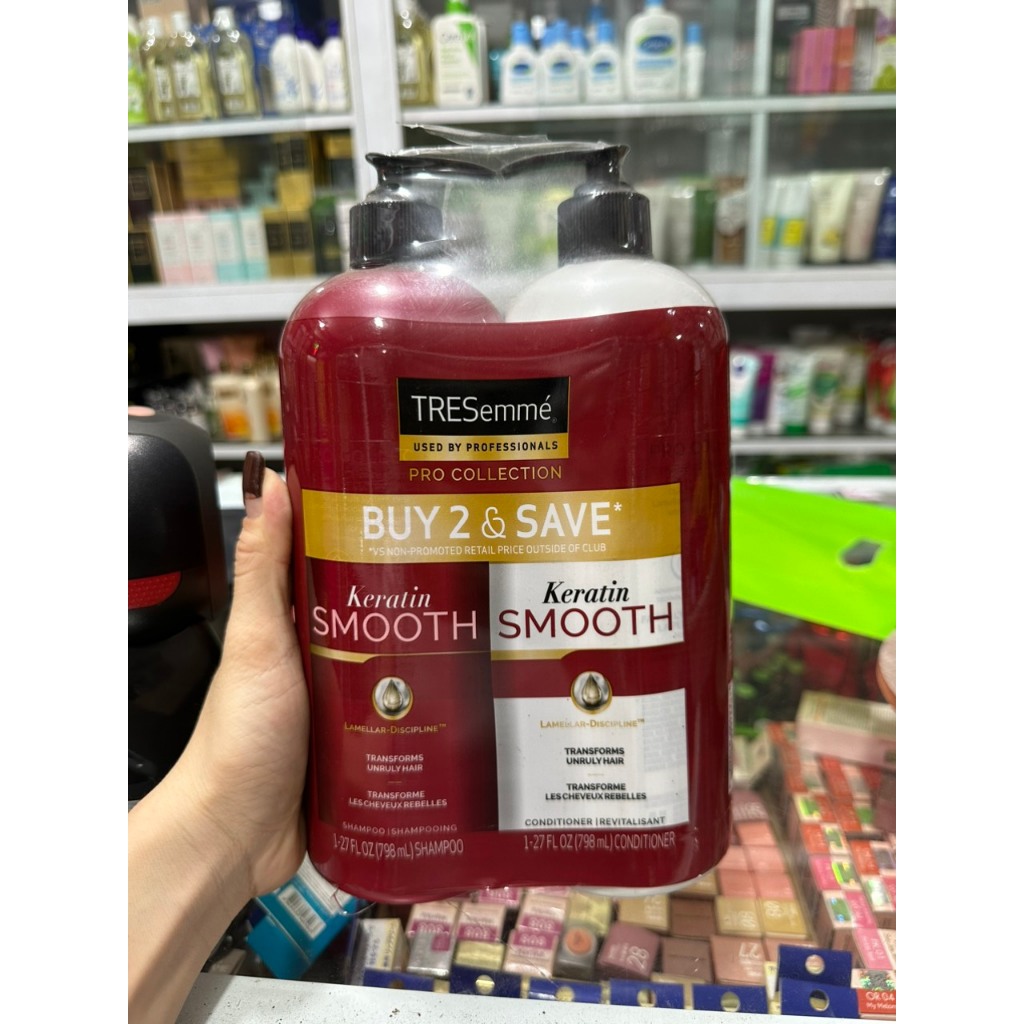 TRESemmé
USED BY PROFESSIONALS
PRO COLLECTION
BUY 2 & SAVE*
*VS NON-PROMOTED RETAIL PRICE OUTSIDE OF CLUB
Keratin
SMOOTH
LAMELLAR-DISCIPLINE™
TRANSFORMS
UNRULY HAIR
TRANSFORME
LES CHEVEUX REBELLES
SHAMPOO | SHAMPOOING
1-27 FL OZ (798 mL) SHAMPOO
Keratin
SMOOTH
LAMELLAR-DISCIPLINE™
TRANSFORMS
UNRULY HAIR
TRANSFORME
LES CHEVEUX REBELLES
CONDITIONER | REVITALISANT
1-27 FL OZ (798 mL) CONDITIONER
OR 04